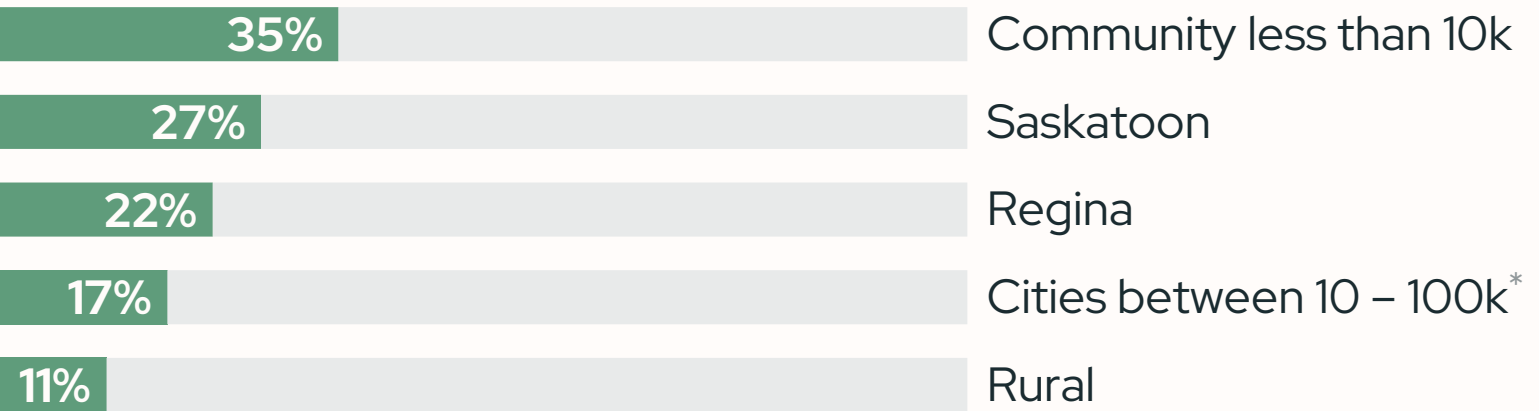 35% Community less than 10k
27% Saskatoon
22% Regina
17% Cities between 10 – 100k*
11% Rural